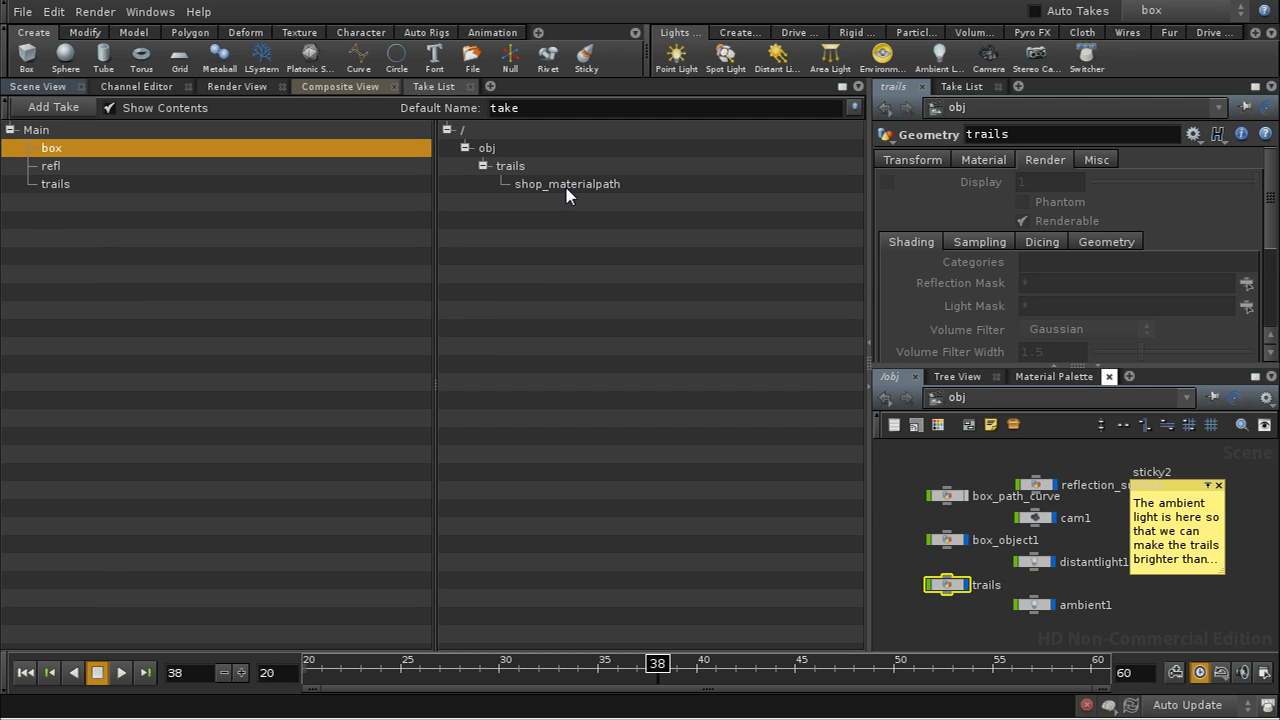 File Edit Render Windows Help Auto Takes box
Create Modify Model Polygon Deform Texture Character Auto Rigs Animation Lights ... Create... Drive ... Rigid ... Particl... Volum... Pyro FX Cloth Wires Fur Drive ...
Box Sphere Tube Torus Grid Metaball LSystem Platonic S... Curve Circle Font File Null Rivet Sticky Point Light Spot Light Distant Li... Area Light Environm... Ambient L... Camera Stereo Ca... Switcher
Scene View Channel Editor Render View Composite View Take List trails Take List
Add Take Show Contents Default Name: take obj
Main / Geometry trails
box obj Transform Material Render Misc
refl trails Display 1
trails shop_materialpath Phantom
Renderable
Shading Sampling Dicing Geometry
Categories
Reflection Mask *
Light Mask *
Volume Filter Gaussian
Volume Filter Width 1.5
/obj Tree View Material Palette
obj
Scene
sticky2
reflection_su
box_path_curve
The ambient
light is here so
that we can
make the trails
brighter than...
cam1
box_object1
distantlight1
trails
ambient1
HD Non-Commercial Edition
38 20 20 25 30 35 38 40 45 50 55 60 60
Auto Update